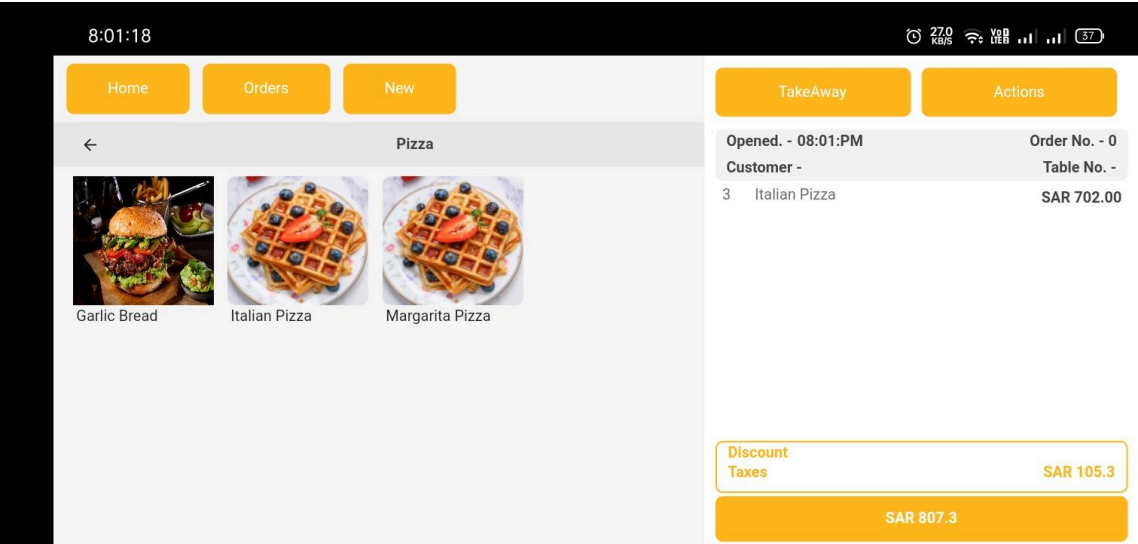 8:01:18
27.0 KB/S VoLTE 37
Home Orders New
TakeAway Actions
Pizza
Opened. - 08:01:PM Order No. - 0
Customer - Table No. -
3 Italian Pizza SAR 702.00
Garlic Bread Italian Pizza Margarita Pizza
Discount
Taxes SAR 105.3
SAR 807.3